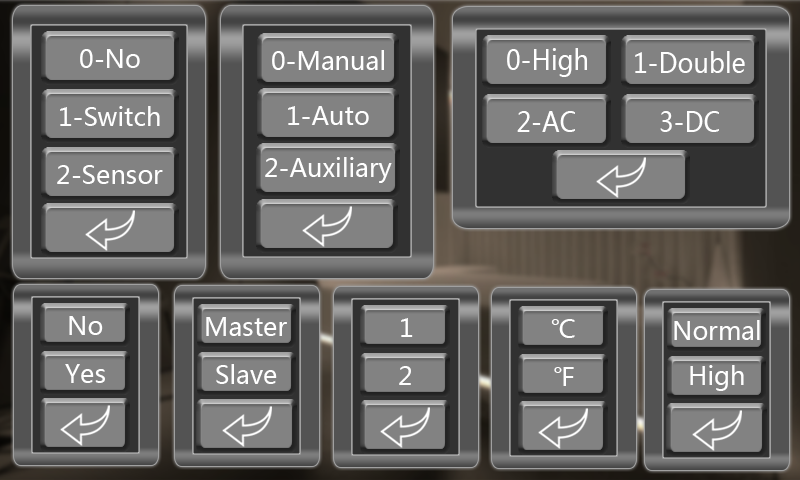 0-No
1-Switch
2-Sensor
0-Manual
1-Auto
2-Auxiliary
0-High
1-Double
2-AC
3-DC
No
Yes
Master
Slave
1
2
℃
℉
Normal
High